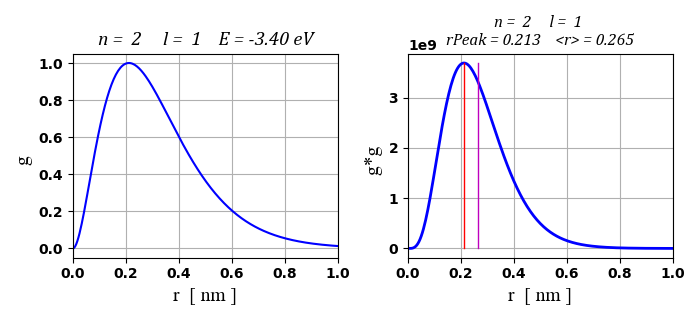 n = 2 l = 1 E = -3.40 eV
1.0
0.8
0.6
0.4
0.2
0.0
g
0.0 0.2 0.4 0.6 0.8 1.0
r [ nm ]
n = 2 l = 1
rPeak = 0.213 <r> = 0.265
1e9
3
2
1
0
g*g
0.0 0.2 0.4 0.6 0.8 1.0
r [ nm ]